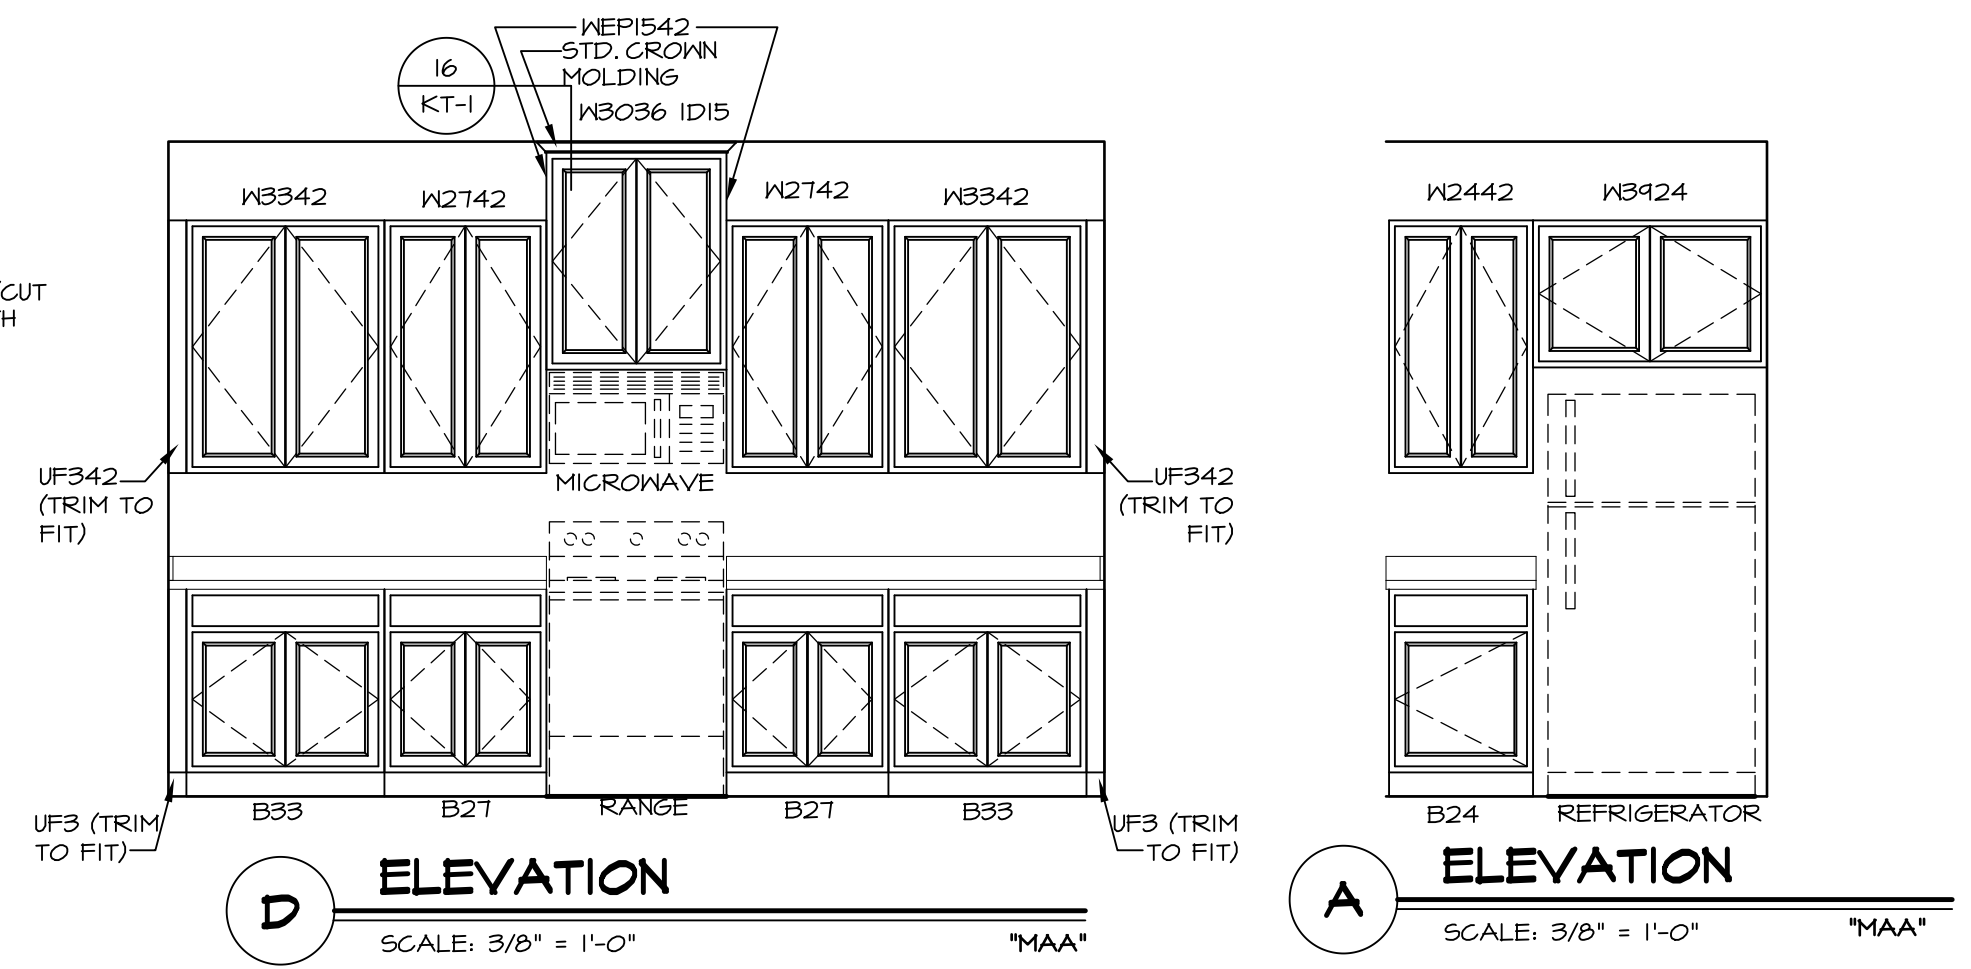 WEP1542
STD. CROWN
MOLDING
16
KT-1
W3036 1D15
W3342
W2742
W2742
W3342
CUT
TH
UF342
(TRIM TO
FIT)
MICROWAVE
UF342
(TRIM TO
FIT)
B33
B27
RANGE
B27
B33
UF3 (TRIM
TO FIT)
UF3 (TRIM
TO FIT)
D
ELEVATION
SCALE: 3/8" = 1'-0"
"MAA"
W2442
W3924
B24
REFRIGERATOR
A
ELEVATION
SCALE: 3/8" = 1'-0"
"MAA"